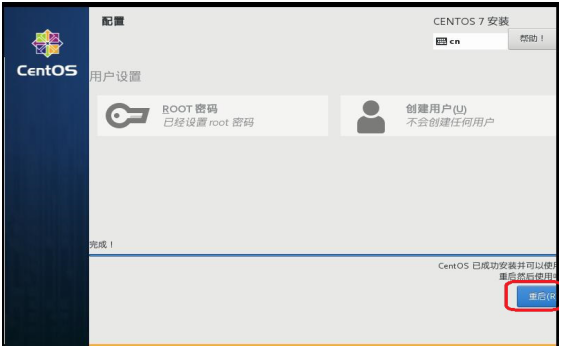 配置
CENTOS 7 安装
cn
帮助！
CentOS
用户设置
ROOT 密码
已经设置 root 密码
创建用户(U)
不会创建任何用户
完成！
CentOS 已成功安装并可以使用
重启然后使用吧
重启(R